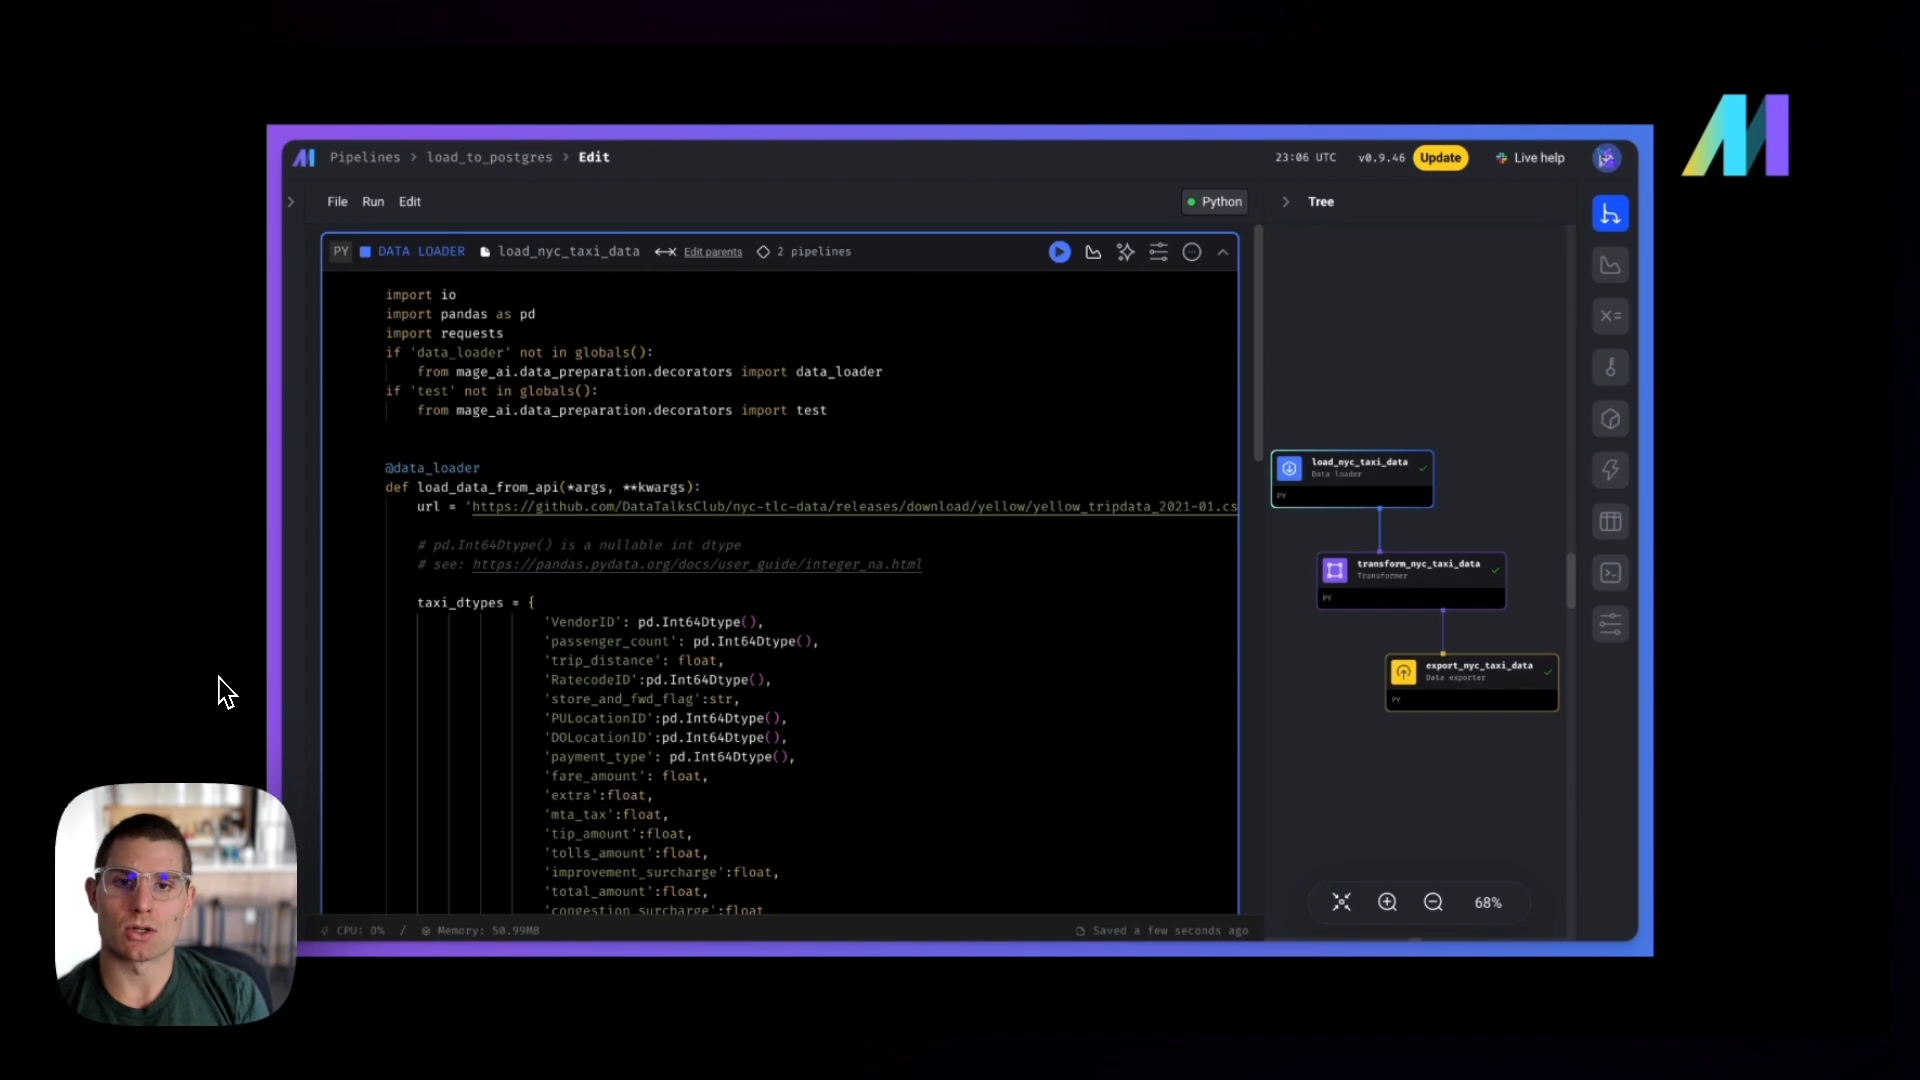 Pipelines > load_to_postgres > Edit
23:06 UTC v0.9.46 Update Live help
File Run Edit
Python
Tree
PY DATA LOADER load_nyc_taxi_data Edit parents 2 pipelines
import io
import pandas as pd
import requests
if 'data_loader' not in globals():
from mage_ai.data_preparation.decorators import data_loader
if 'test' not in globals():
from mage_ai.data_preparation.decorators import test
@data_loader
def load_data_from_api(*args, **kwargs):
url = 'https://github.com/DataTalksClub/nyc-tlc-data/releases/download/yellow/yellow_tripdata_2021-01.cs
# pd.Int64Dtype() is a nullable int dtype
# see: https://pandas.pydata.org/docs/user_guide/integer_na.html
taxi_dtypes = {
'VendorID': pd.Int64Dtype(),
'passenger_count': pd.Int64Dtype(),
'trip_distance': float,
'RatecodeID':pd.Int64Dtype(),
'store_and_fwd_flag':str,
'PULocationID':pd.Int64Dtype(),
'DOLocationID':pd.Int64Dtype(),
'payment_type': pd.Int64Dtype(),
'fare_amount': float,
'extra':float,
'mta_tax':float,
'tip_amount':float,
'tolls_amount':float,
'improvement_surcharge':float,
'total_amount':float,
'congestion_surcharge':float
CPU: 0% / Memory: 50.99MB
Saved a few seconds ago
load_nyc_taxi_data
Data loader
PY
transform_nyc_taxi_data
Transformer
PY
export_nyc_taxi_data
Data exporter
PY
68%